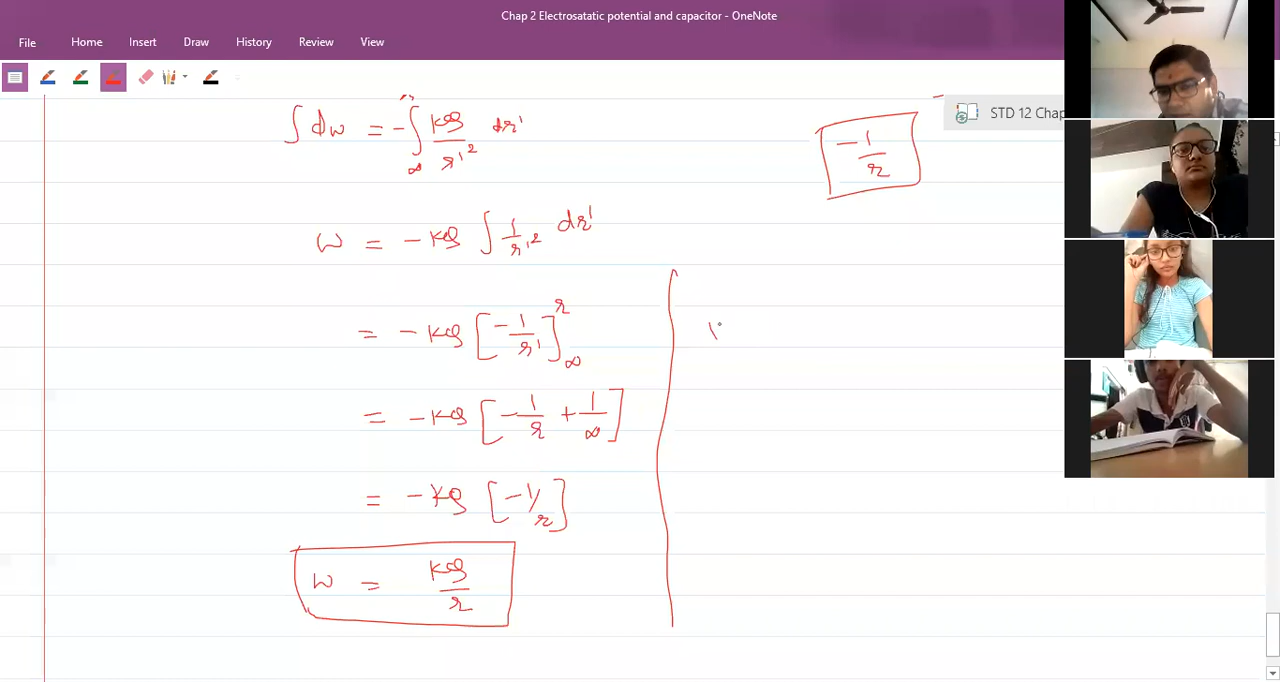 Chap 2 Electrosatatic potential and capacitor - OneNote
File Home Insert Draw History Review View
STD 12 Chap
∫ dw = - ∫∞ kQ/r'² dr'
-1/r
w = -kQ ∫ 1/r'² dr'
= -kQ [-1/r']∞^r
= -kQ [-1/r + 1/∞]
= -kQ [-1/r]
w = kQ/r